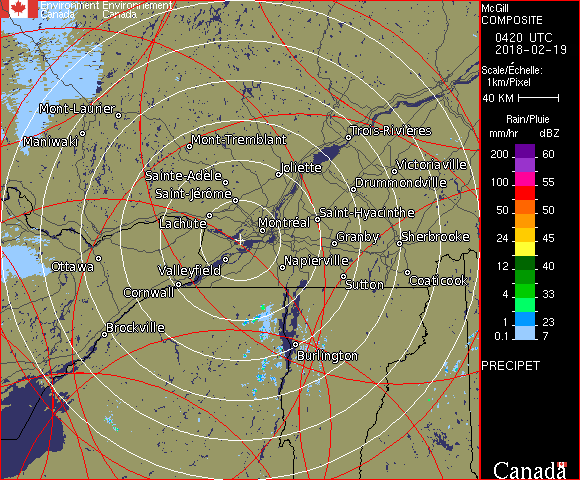 Environment Environnement
Canada Canada
McGill
COMPOSITE
0420 UTC
2018-02-19
Scale/Échelle:
1km/Pixel
40 KM
Rain/Pluie
mm/hr dBZ
200 60
150 57
100 55
50 50
24 45
12 40
4 33
1 23
0.1 7
PRECIPET
Canada
Mont-Laurier
Maniwaki
Mont-Tremblant
Trois-Rivières
Sainte-Adèle
Joliette
Victoriaville
Saint-Jérôme
Drummondville
Lachute
Montréal
Saint-Hyacinthe
Granby
Sherbrooke
Ottawa
Valleyfield
Napierville
Cornwall
Sutton
Coaticook
Brockville
Burlington